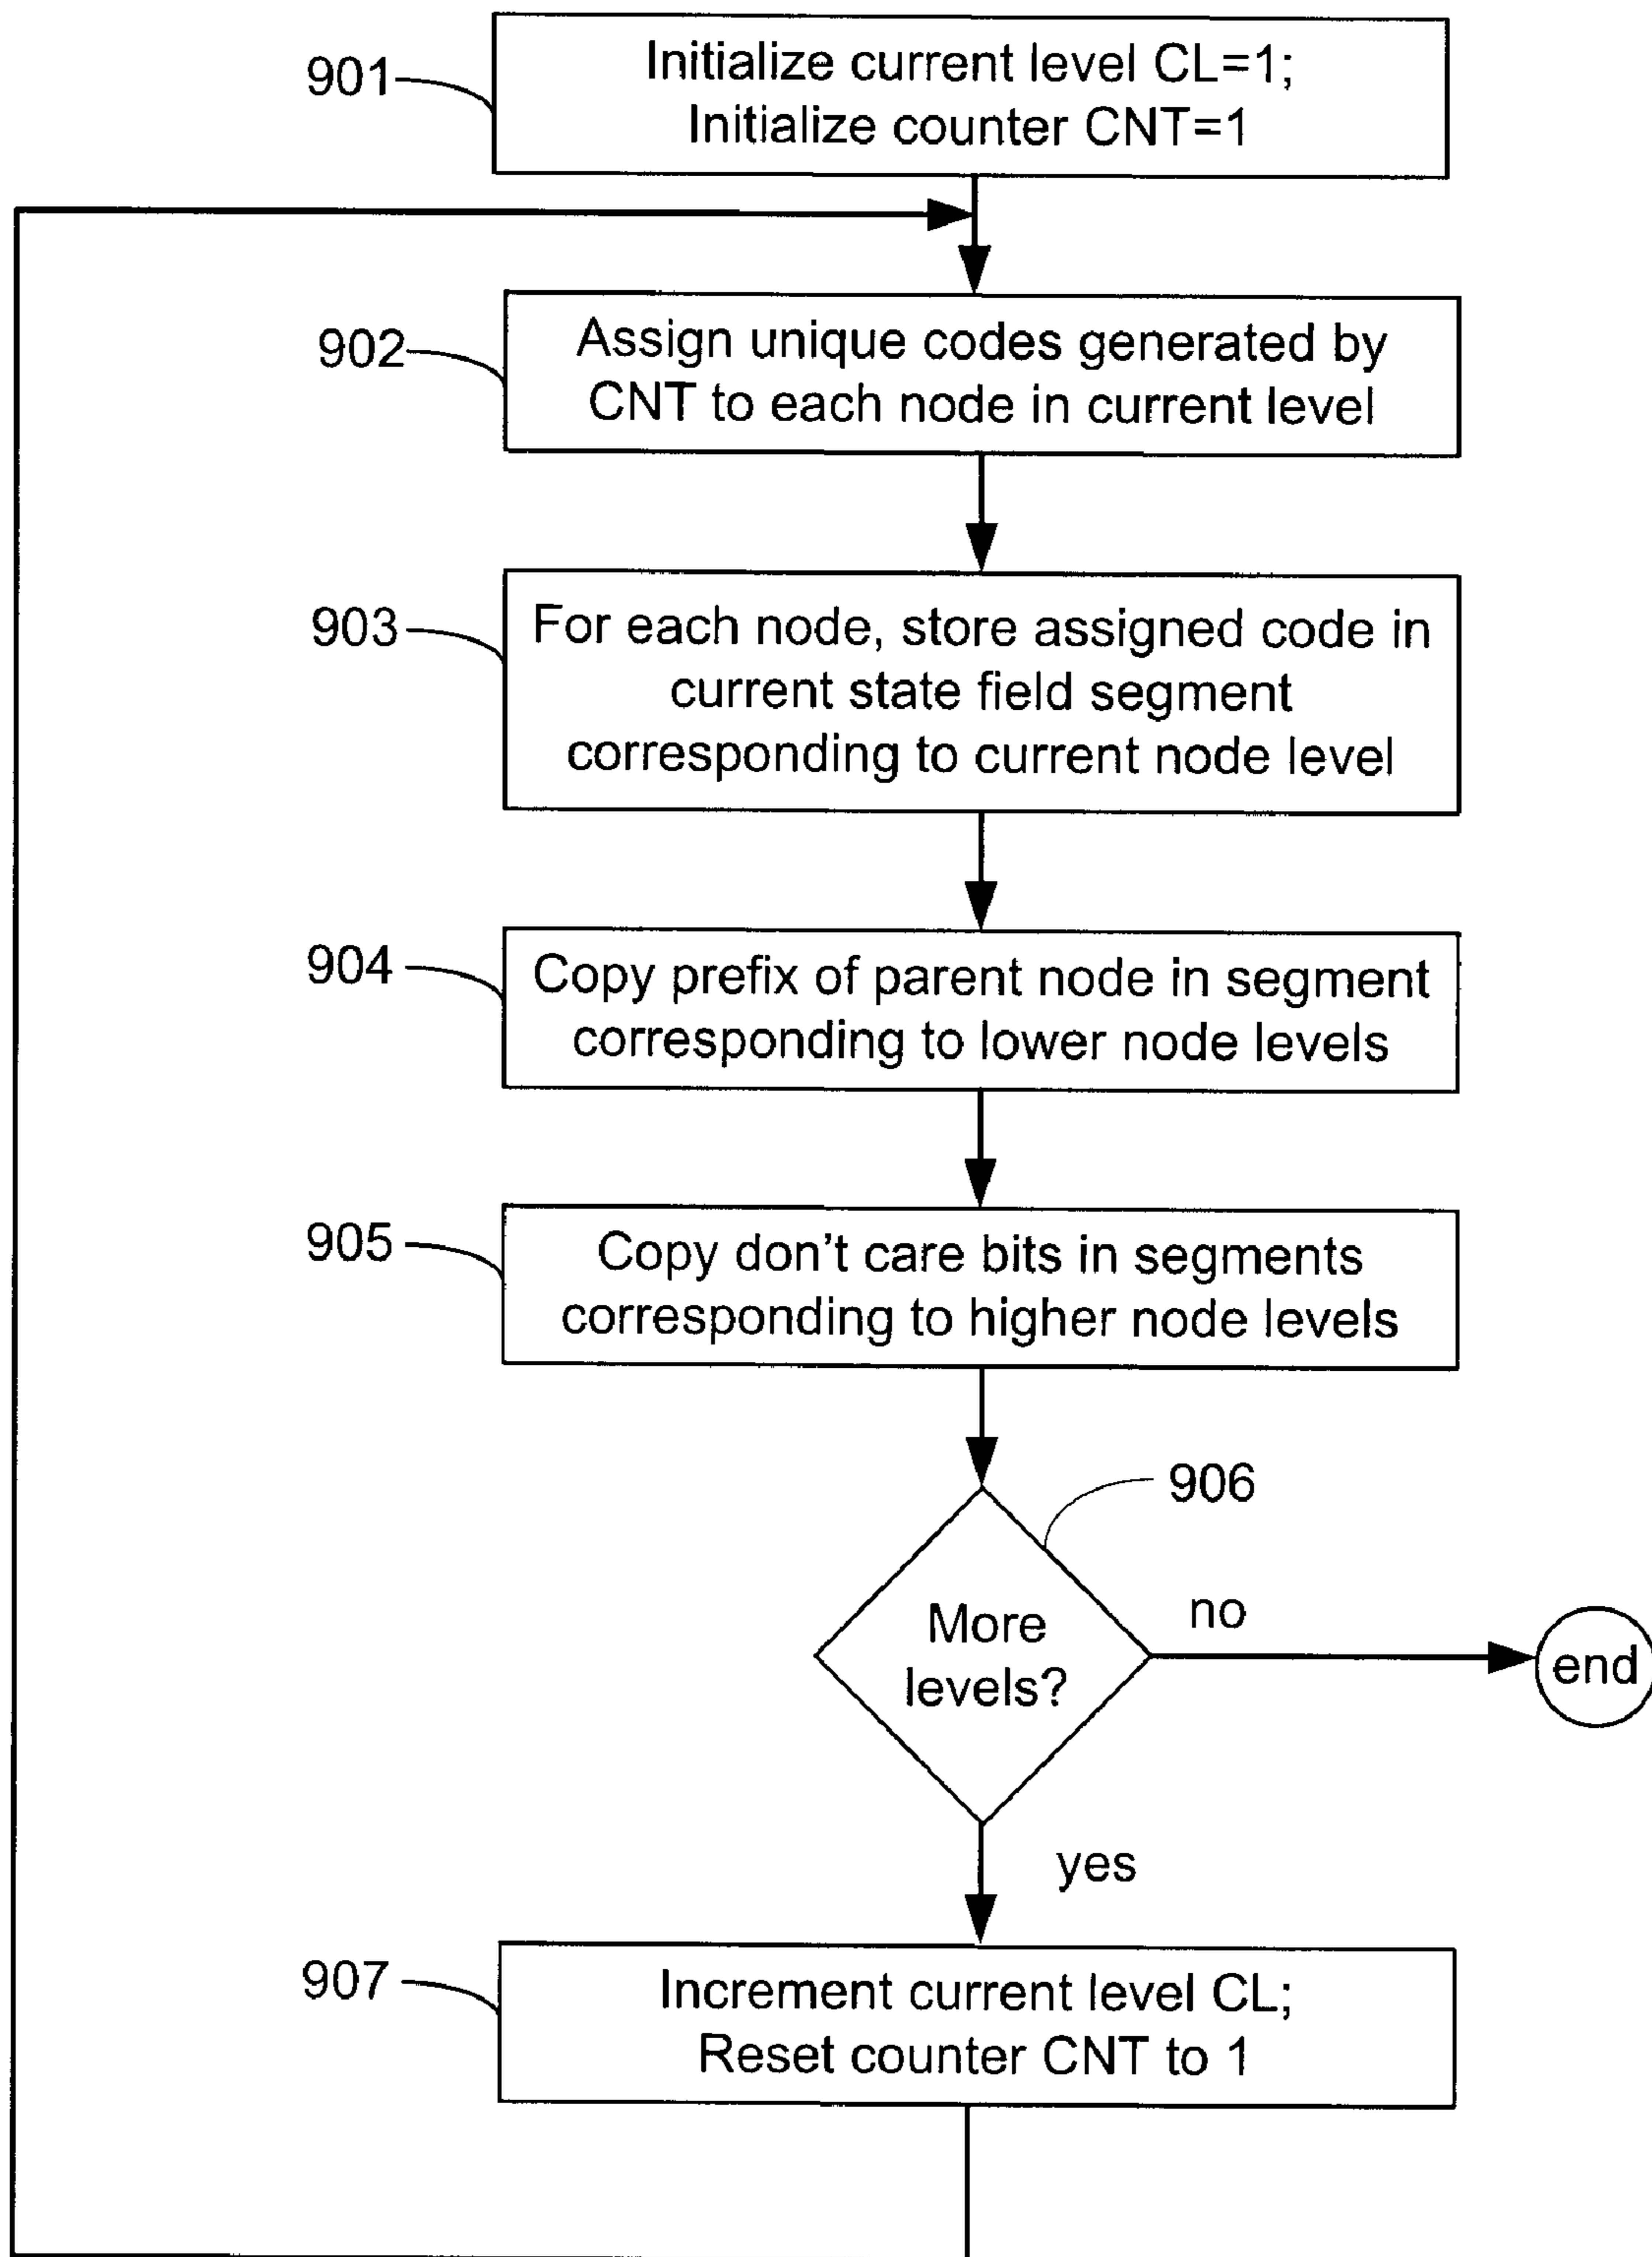 901
Initialize current level CL=1;
Initialize counter CNT=1
902
Assign unique codes generated by
CNT to each node in current level
903
For each node, store assigned code in
current state field segment
corresponding to current node level
904
Copy prefix of parent node in segment
corresponding to lower node levels
905
Copy don't care bits in segments
corresponding to higher node levels
906
More
levels?
no
end
yes
907
Increment current level CL;
Reset counter CNT to 1